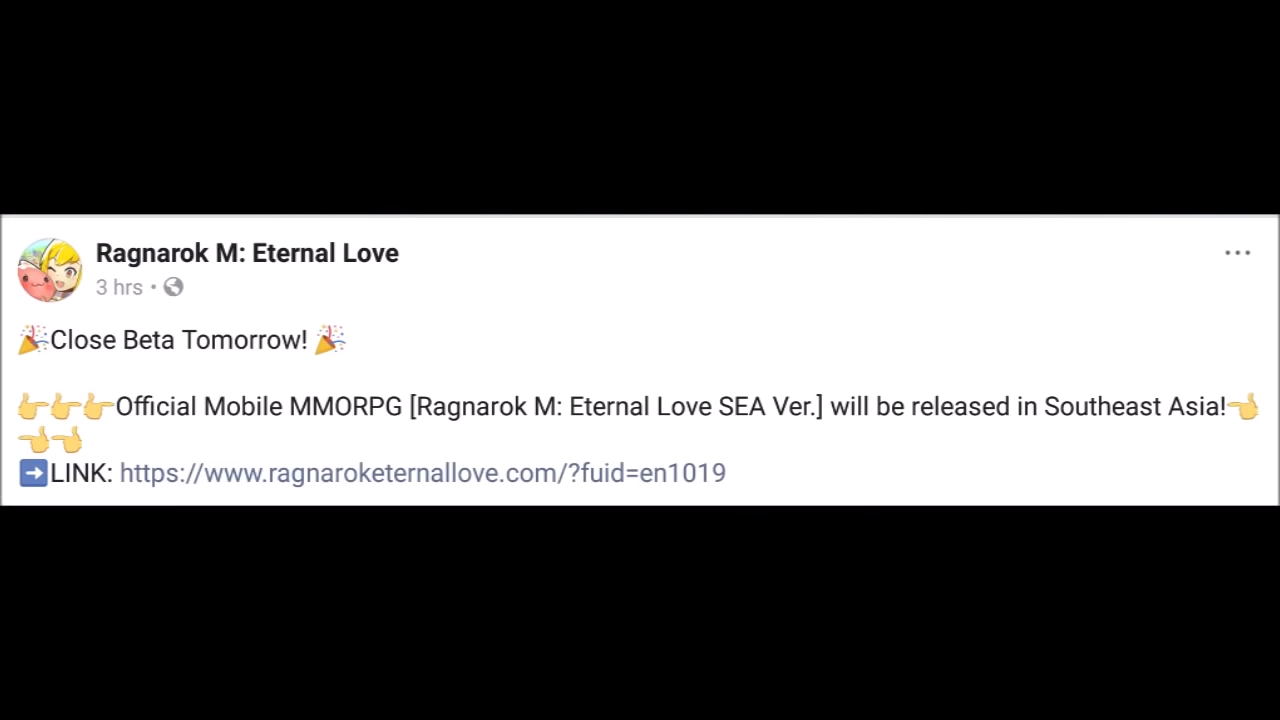 Ragnarok M: Eternal Love
3 hrs •
🎉Close Beta Tomorrow! 🎉
👉👉👉Official Mobile MMORPG [Ragnarok M: Eternal Love SEA Ver.] will be released in Southeast Asia!👈
👈👈
➡️LINK: https://www.ragnaroketernallove.com/?fuid=en1019